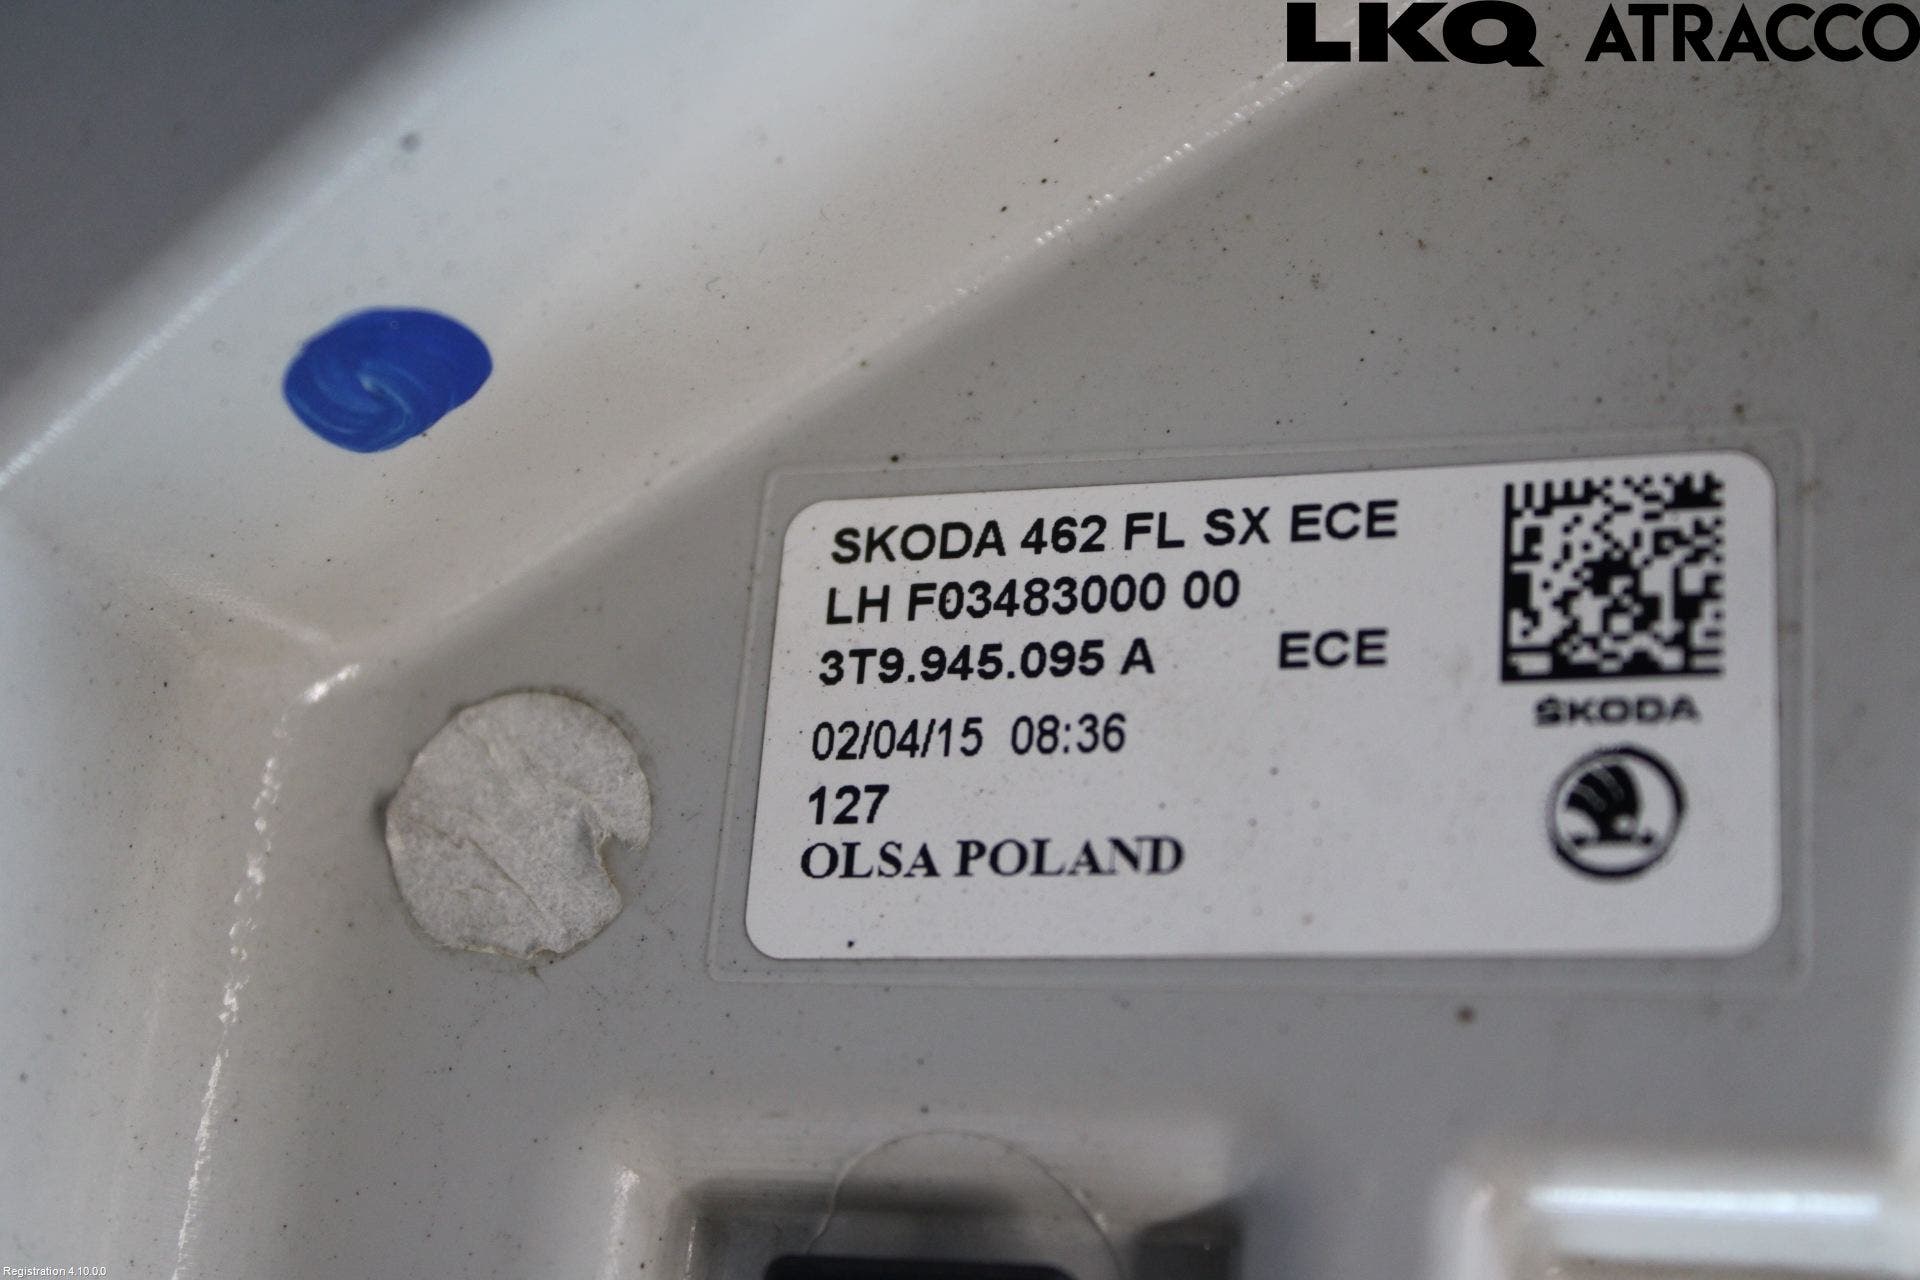 LKQ ATRACCO
SKODA 462 FL SX ECE
LH F03483000 00
3T9.945.095 A ECE
02/04/15 08:36
127
OLSA POLAND
ŠKODA
Registration 4.10.0.0